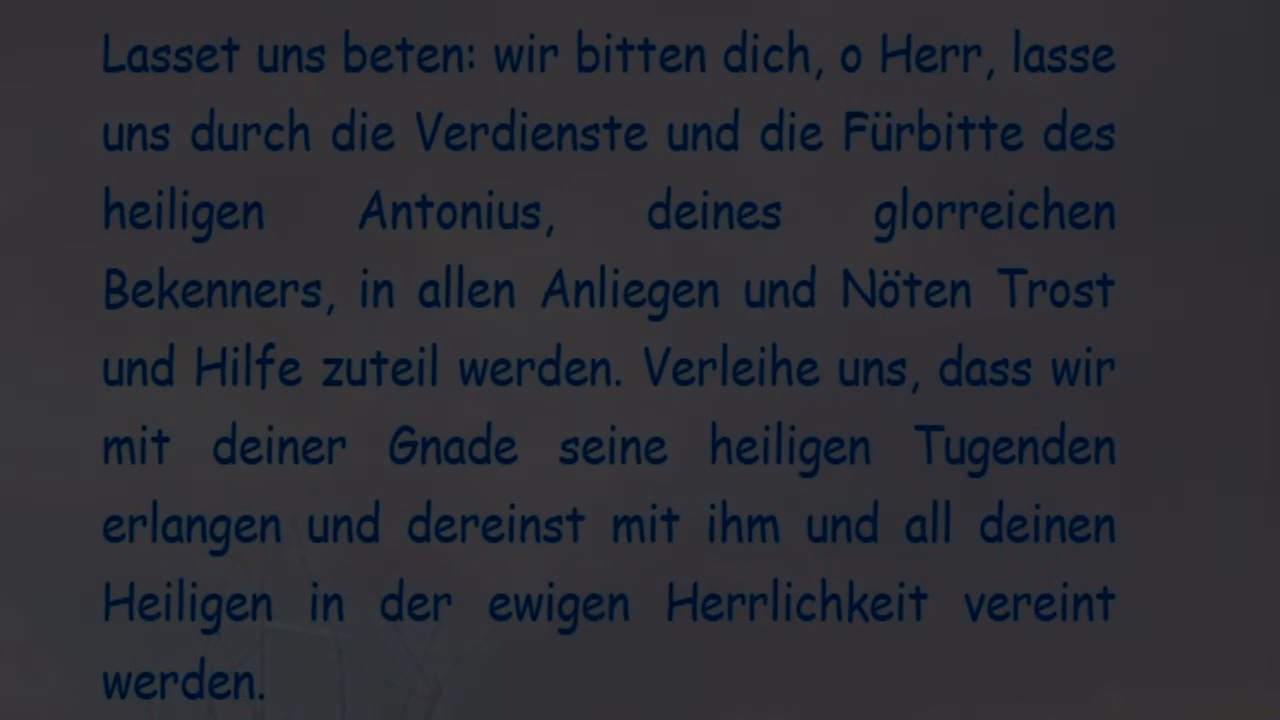 Lasset uns beten: wir bitten dich, o Herr, lasse
uns durch die Verdienste und die Fürbitte des
heiligen Antonius, deines glorreichen
Bekenners, in allen Anliegen und Nöten Trost
und Hilfe zuteil werden. Verleihe uns, dass wir
mit deiner Gnade seine heiligen Tugenden
erlangen und dereinst mit ihm und all deinen
Heiligen in der ewigen Herrlichkeit vereint
werden.